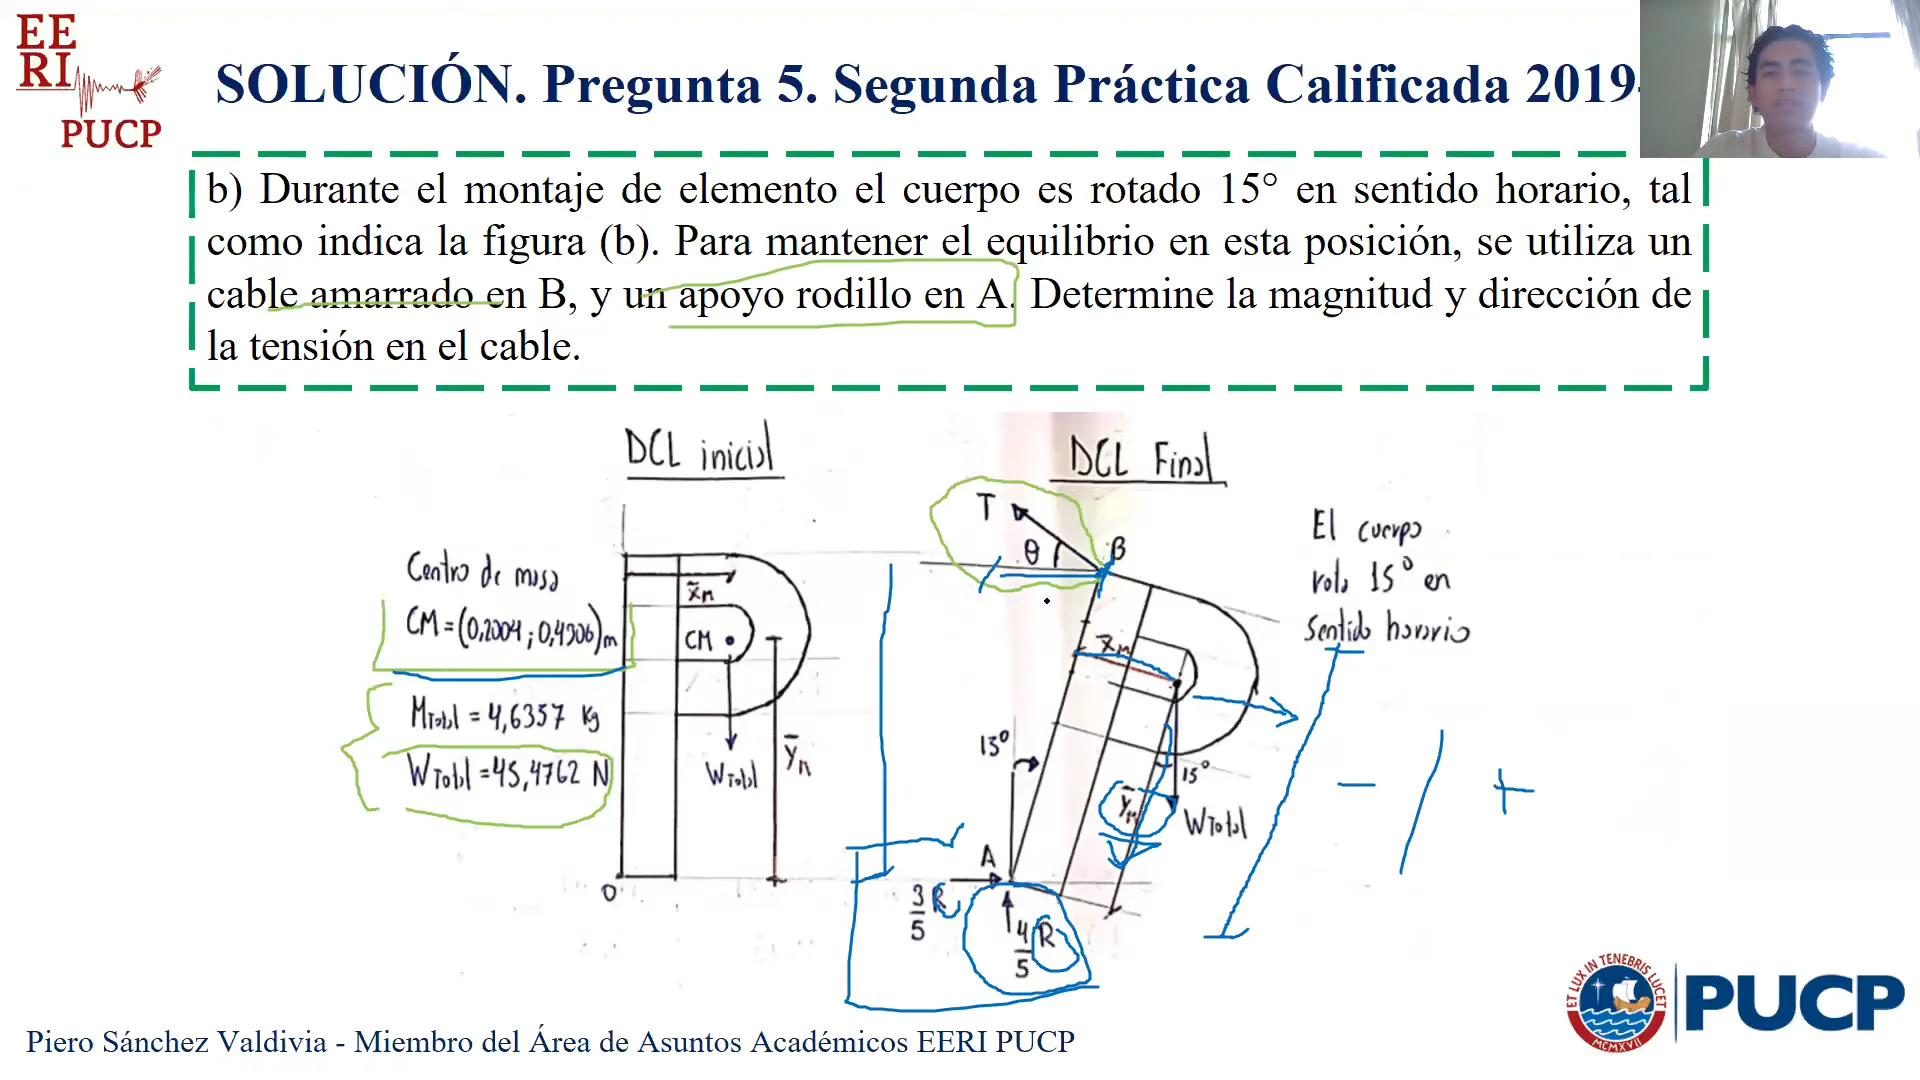 EE
RI
PUCP
SOLUCIÓN. Pregunta 5. Segunda Práctica Calificada 2019-
b) Durante el montaje de elemento el cuerpo es rotado 15° en sentido horario, tal
como indica la figura (b). Para mantener el equilibrio en esta posición, se utiliza un
cable amarrado en B, y un apoyo rodillo en A. Determine la magnitud y dirección de
la tensión en el cable.
DCL inicial
DCL Final
Centro de masa
CM=(0,2004; 0,4306)m
MTotal = 4,6357 Kg
WTotal = 45,4762 N
x̄m
CM
ȳm
WTotal
O
T
θ
B
x̄m
15°
15°
ȳm
WTotal
A
3/5 R
4/5 R
El cuerpo
rota 15° en
Sentido horario
- / +
ET LUX IN TENEBRIS LUCET
MCMXVII
PUCP
Piero Sánchez Valdivia - Miembro del Área de Asuntos Académicos EERI PUCP